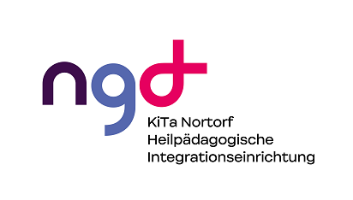 ngd
KiTa Nortorf
Heilpädagogische
Integrationseinrichtung